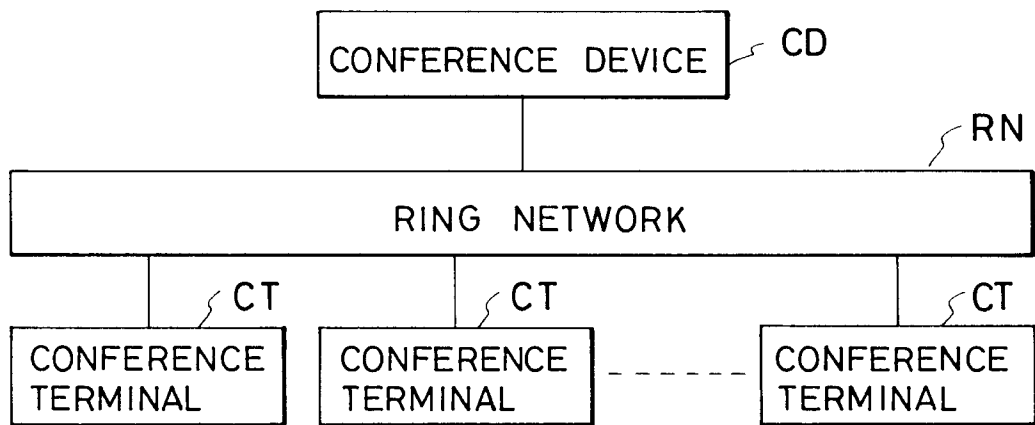 CONFERENCE DEVICE
CD
RN
RING NETWORK
CT
CT
CT
CONFERENCE
TERMINAL
CONFERENCE
TERMINAL
CONFERENCE
TERMINAL